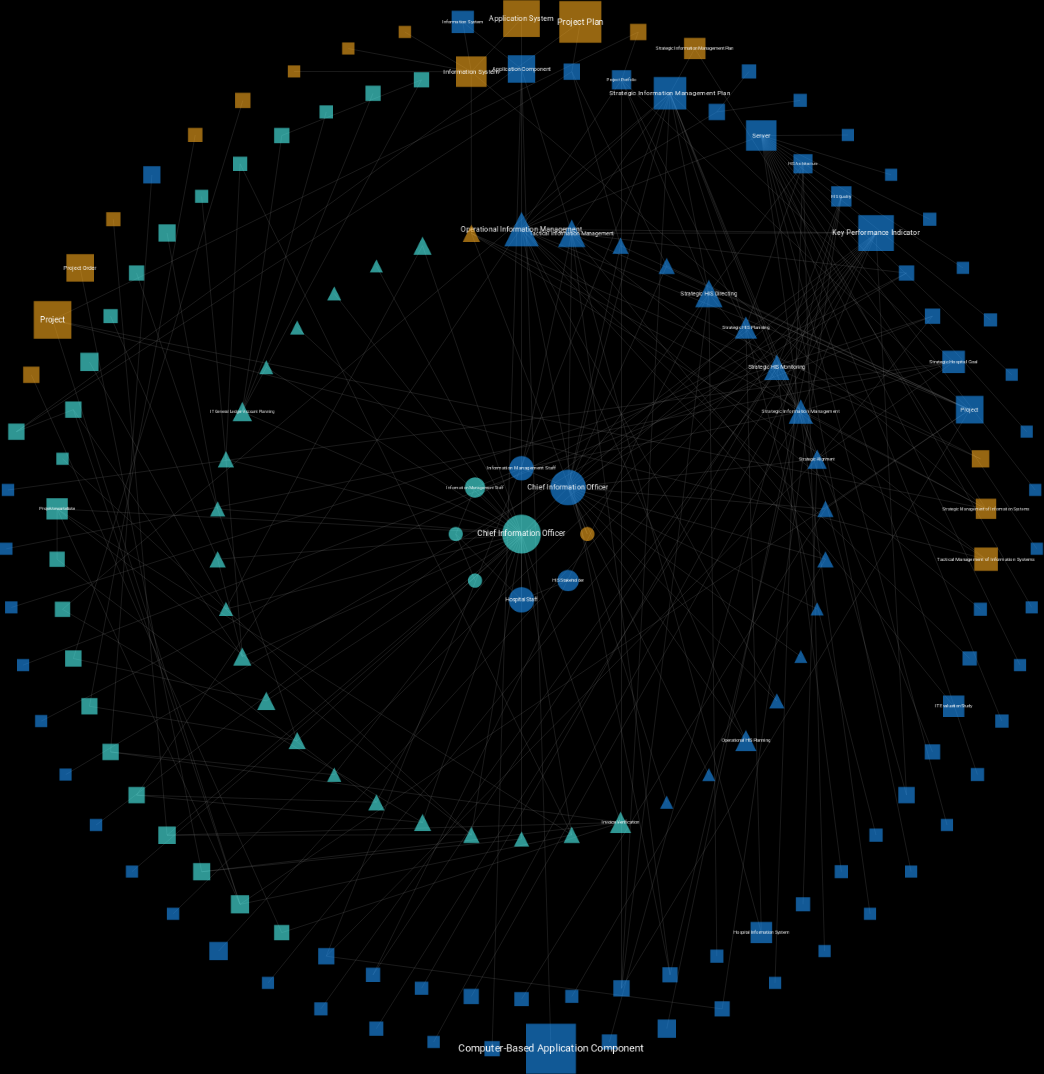 Information System
Application System
Project Plan
Strategic Information Management Plan
Information System
Application Component
Project Portfolio
Strategic Information Management Plan
Server
HIS Architecture
HIS Quality
Key Performance Indicator
Operational Information Management
Tactical Information Management
Project Order
Strategic HIS Directing
Project
Strategic HIS Planning
Strategic HIS Monitoring
Strategic Hospital Goal
IT General Ledger Account Planning
Strategic Information Management
Project
Strategic Alignment
Information Management Staff
Information Management Staff
Chief Information Officer
Strategic Management of Information Systems
Chief Information Officer
Tactical Management of Information Systems
HIS Stakeholder
Hospital Staff
IT Evaluation Study
Operational HIS Planning
Invoice Verification
Hospital Information System
Computer-Based Application Component